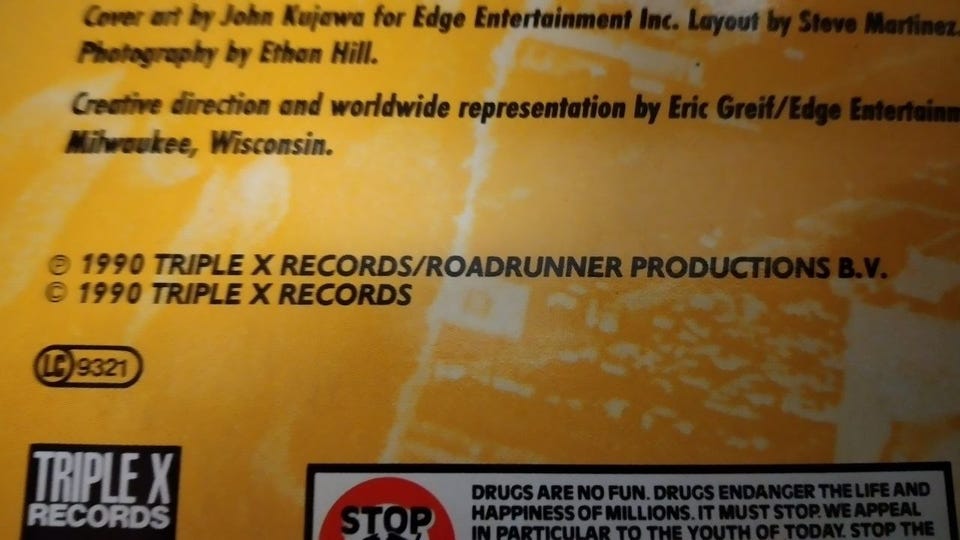 Cover art by John Kujawa for Edge Entertainment Inc. Layout by Steve Martinez.
Photography by Ethan Hill.
Creative direction and worldwide representation by Eric Greif/Edge Entertainm
Milwaukee, Wisconsin.
℗ 1990 TRIPLE X RECORDS/ROADRUNNER PRODUCTIONS B.V.
© 1990 TRIPLE X RECORDS
LC 9321
TRIPLE X
RECORDS
STOP
DRUGS ARE NO FUN. DRUGS ENDANGER THE LIFE AND
HAPPINESS OF MILLIONS. IT MUST STOP. WE APPEAL
IN PARTICULAR TO THE YOUTH OF TODAY. STOP THE